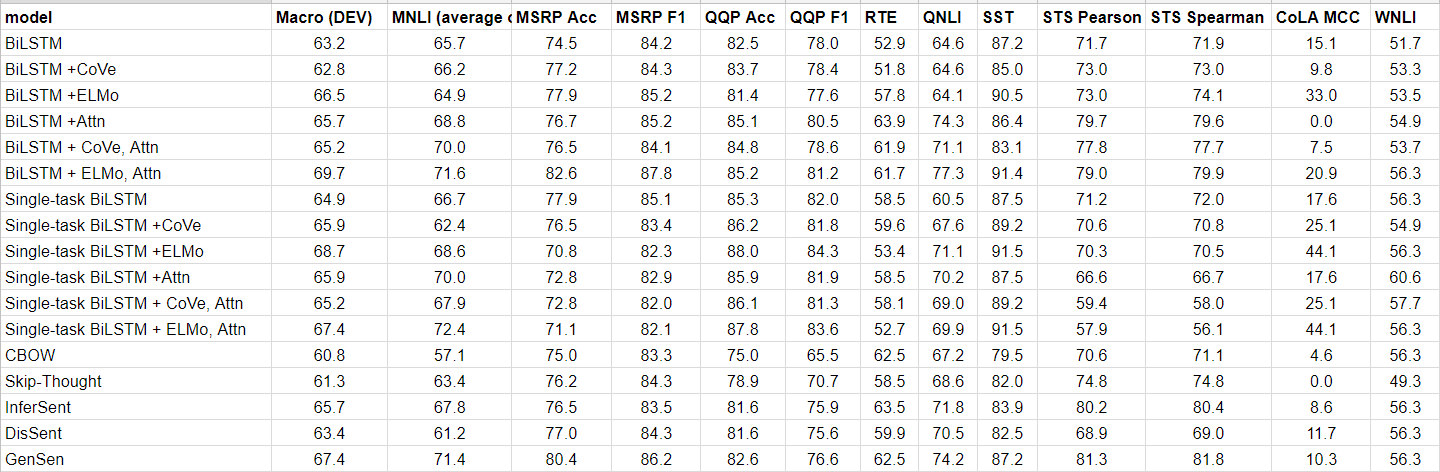 model Macro (DEV) MNLI (average MSRP Acc MSRP F1 QQP Acc QQP F1 RTE QNLI SST STS Pearson STS Spearman CoLA MCC WNLI
BiLSTM 63.2 65.7 74.5 84.2 82.5 78.0 52.9 64.6 87.2 71.7 71.9 15.1 51.7
BiLSTM +CoVe 62.8 66.2 77.2 84.3 83.7 78.4 51.8 64.6 85.0 73.0 73.0 9.8 53.3
BiLSTM +ELMo 66.5 64.9 77.9 85.2 81.4 77.6 57.8 64.1 90.5 73.0 74.1 33.0 53.5
BiLSTM +Attn 65.7 68.8 76.7 85.2 85.1 80.5 63.9 74.3 86.4 79.7 79.6 0.0 54.9
BiLSTM + CoVe, Attn 65.2 70.0 76.5 84.1 84.8 78.6 61.9 71.1 83.1 77.8 77.7 7.5 53.7
BiLSTM + ELMo, Attn 69.7 71.6 82.6 87.8 85.2 81.2 61.7 77.3 91.4 79.0 79.9 20.9 56.3
Single-task BiLSTM 64.9 66.7 77.9 85.1 85.3 82.0 58.5 60.5 87.5 71.2 72.0 17.6 56.3
Single-task BiLSTM +CoVe 65.9 62.4 76.5 83.4 86.2 81.8 59.6 67.6 89.2 70.6 70.8 25.1 54.9
Single-task BiLSTM +ELMo 68.7 68.6 70.8 82.3 88.0 84.3 53.4 71.1 91.5 70.3 70.5 44.1 56.3
Single-task BiLSTM +Attn 65.9 70.0 72.8 82.9 85.9 81.9 58.5 70.2 87.5 66.6 66.7 17.6 60.6
Single-task BiLSTM + CoVe, Attn 65.2 67.9 72.8 82.0 86.1 81.3 58.1 69.0 89.2 59.4 58.0 25.1 57.7
Single-task BiLSTM + ELMo, Attn 67.4 72.4 71.1 82.1 87.8 83.6 52.7 69.9 91.5 57.9 56.1 44.1 56.3
CBOW 60.8 57.1 75.0 83.3 75.0 65.5 62.5 67.2 79.5 70.6 71.1 4.6 56.3
Skip-Thought 61.3 63.4 76.2 84.3 78.9 70.7 58.5 68.6 82.0 74.8 74.8 0.0 49.3
InferSent 65.7 67.8 76.5 83.5 81.6 75.9 63.5 71.8 83.9 80.2 80.4 8.6 56.3
DisSent 63.4 61.2 77.0 84.3 81.6 75.6 59.9 70.5 82.5 68.9 69.0 11.7 56.3
GenSen 67.4 71.4 80.4 86.2 82.6 76.6 62.5 74.2 87.2 81.3 81.8 10.3 56.3